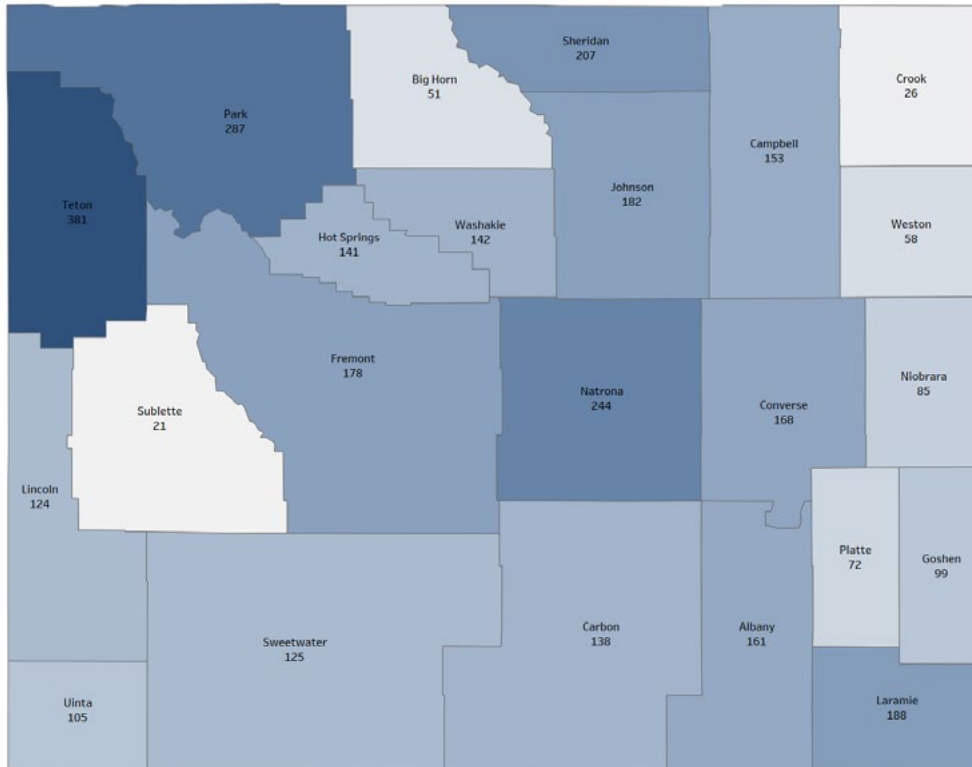 Sheridan
207
Big Horn
51
Crook
26
Park
287
Campbell
153
Johnson
182
Teton
381
Washakie
142
Weston
58
Hot Springs
141
Fremont
178
Natrona
244
Niobrara
85
Converse
168
Sublette
21
Lincoln
124
Platte
72
Goshen
99
Sweetwater
125
Carbon
138
Albany
161
Uinta
105
Laramie
188